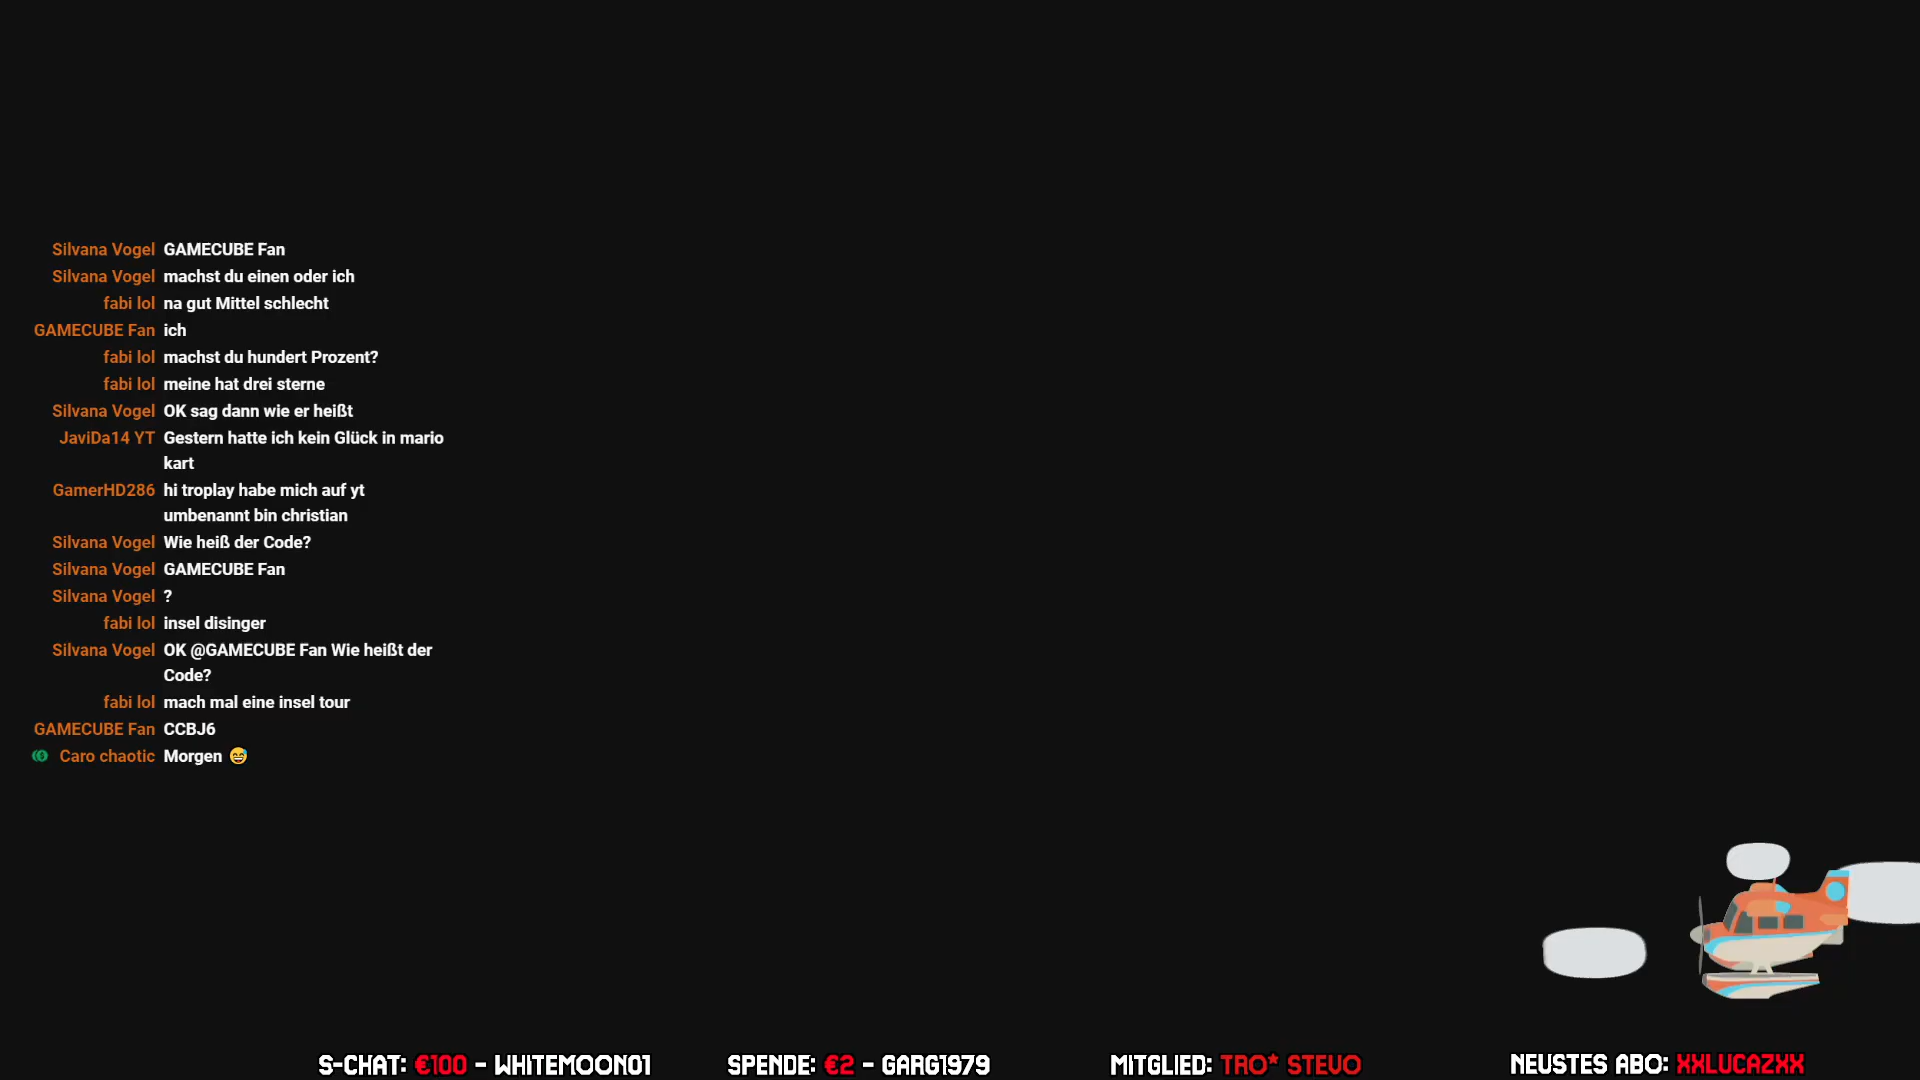 Silvana Vogel GAMECUBE Fan
Silvana Vogel machst du einen oder ich
fabi lol na gut Mittel schlecht
GAMECUBE Fan ich
fabi lol machst du hundert Prozent?
fabi lol meine hat drei sterne
Silvana Vogel OK sag dann wie er heißt
JaviDa14 YT Gestern hatte ich kein Glück in mario
kart
GamerHD286 hi troplay habe mich auf yt
umbenannt bin christian
Silvana Vogel Wie heiß der Code?
Silvana Vogel GAMECUBE Fan
Silvana Vogel ?
fabi lol insel disinger
Silvana Vogel OK @GAMECUBE Fan Wie heißt der
Code?
fabi lol mach mal eine insel tour
GAMECUBE Fan CCBJ6
Caro chaotic Morgen 😅
S-CHAT: €100 - WHITEMOON01 SPENDE: €2 - GARG1979 MITGLIED: TRO* STEVO NEUSTES ABO: XXLUCAZXX